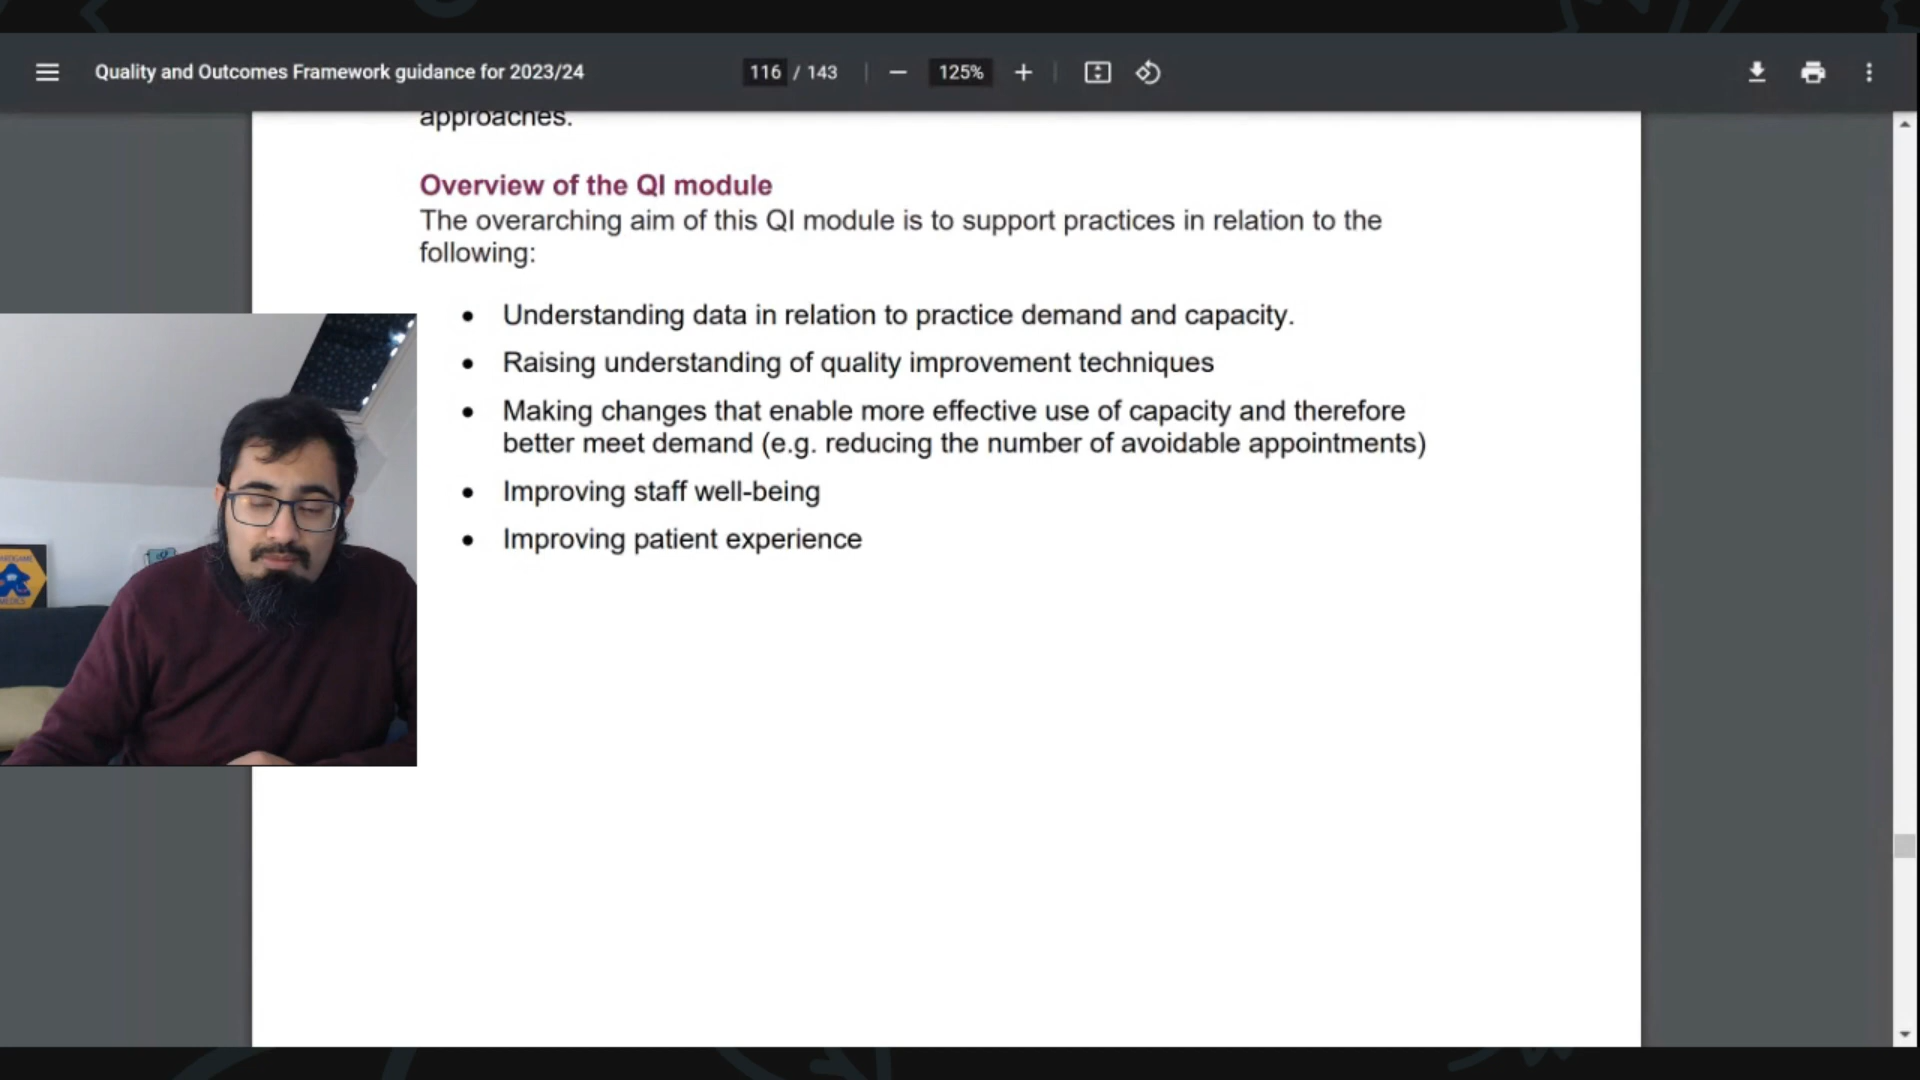 Quality and Outcomes Framework guidance for 2023/24
116 / 143
125%
approaches.
Overview of the QI module
The overarching aim of this QI module is to support practices in relation to the
following:
• Understanding data in relation to practice demand and capacity.
• Raising understanding of quality improvement techniques
• Making changes that enable more effective use of capacity and therefore
better meet demand (e.g. reducing the number of avoidable appointments)
• Improving staff well-being
• Improving patient experience